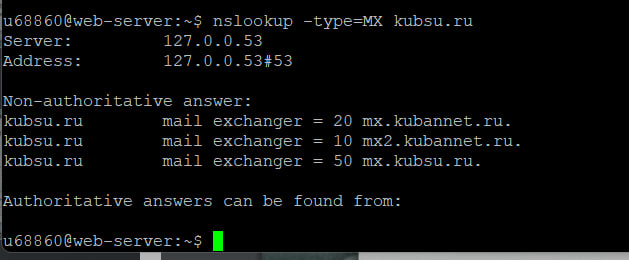 u68860@web-server:~$ nslookup -type=MX kubsu.ru
Server:         127.0.0.53
Address:        127.0.0.53#53

Non-authoritative answer:
kubsu.ru        mail exchanger = 20 mx.kubannet.ru.
kubsu.ru        mail exchanger = 10 mx2.kubannet.ru.
kubsu.ru        mail exchanger = 50 mx.kubsu.ru.

Authoritative answers can be found from:

u68860@web-server:~$